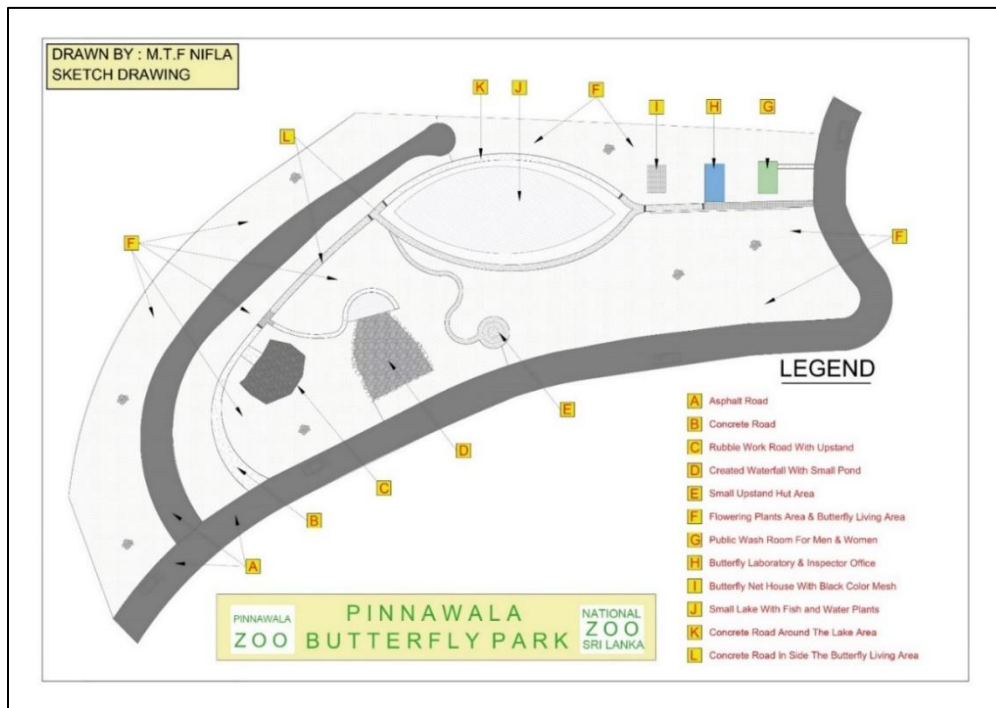 DRAWN BY : M.T.F NIFLA
SKETCH DRAWING
K
J
F
I
H
G
L
F
F
E
D
C
B
A
LEGEND
A Asphalt Road
B Concrete Road
C Rubble Work Road With Upstand
D Created Waterfall With Small Pond
E Small Upstand Hut Area
F Flowering Plants Area & Butterfly Living Area
G Public Wash Room For Men & Women
H Butterfly Laboratory & Inspector Office
I Butterfly Net House With Black Color Mesh
J Small Lake With Fish and Water Plants
K Concrete Road Around The Lake Area
L Concrete Road In Side The Butterfly Living Area
PINNAWALA
ZOO
PINNAWALA
BUTTERFLY PARK
NATIONAL
ZOO
SRI LANKA